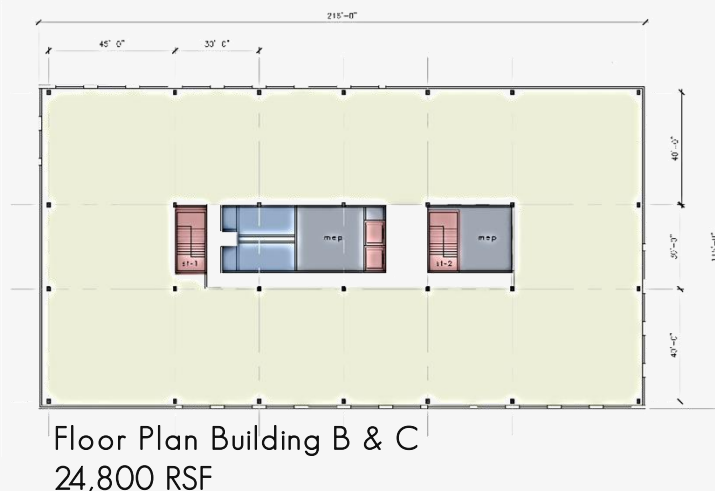 215'-0"
45' 0"
30' 0"
40'-0"
mep
mep
st-1
st-2
30'-0"
40'-0"
Floor Plan Building B & C
24,800 RSF